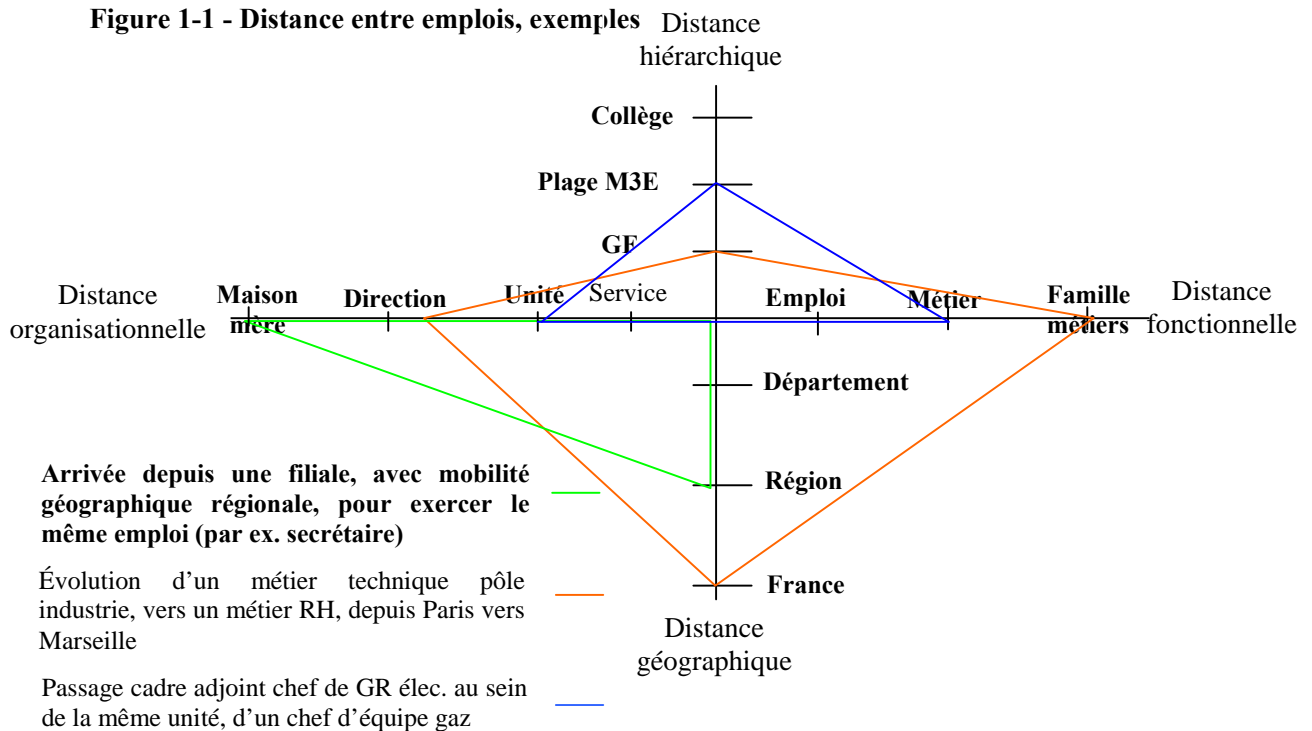 Figure 1-1 - Distance entre emplois, exemples
Distance
hiérarchique
Collège
Plage M3E
GF
Distance
organisationnelle
Maison
mère
Direction
Unité
Service
Emploi
Métier
Famille
métiers
Distance
fonctionnelle
Département
Région
France
Distance
géographique
Arrivée depuis une filiale, avec mobilité
géographique régionale, pour exercer le
même emploi (par ex. secrétaire)
Évolution d'un métier technique pôle
industrie, vers un métier RH, depuis Paris vers
Marseille
Passage cadre adjoint chef de GR élec. au sein
de la même unité, d'un chef d'équipe gaz